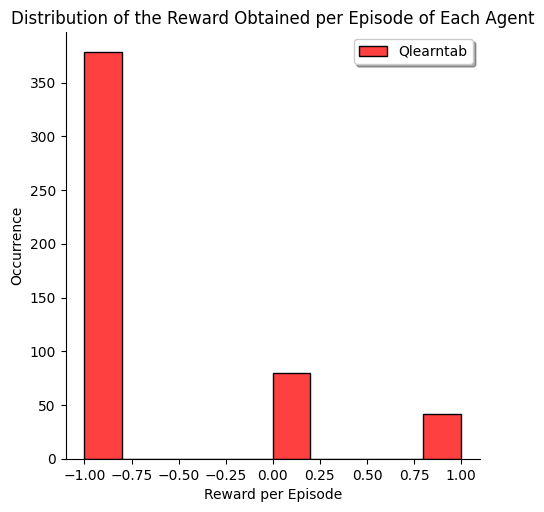 Distribution of the Reward Obtained per Episode of Each Agent
Qlearntab
350
300
250
200
150
100
50
0
Occurrence
−1.00 −0.75 −0.50 −0.25 0.00 0.25 0.50 0.75 1.00
Reward per Episode